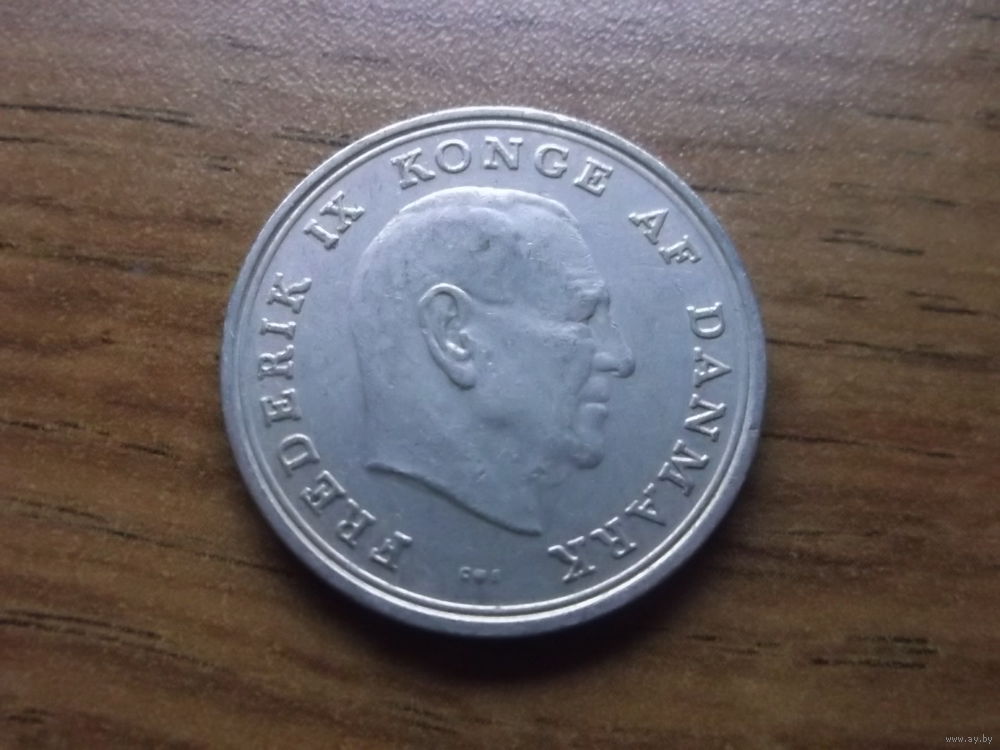 FREDERIK IX KONGE AF DANMARK
C♥S
www.ay.by